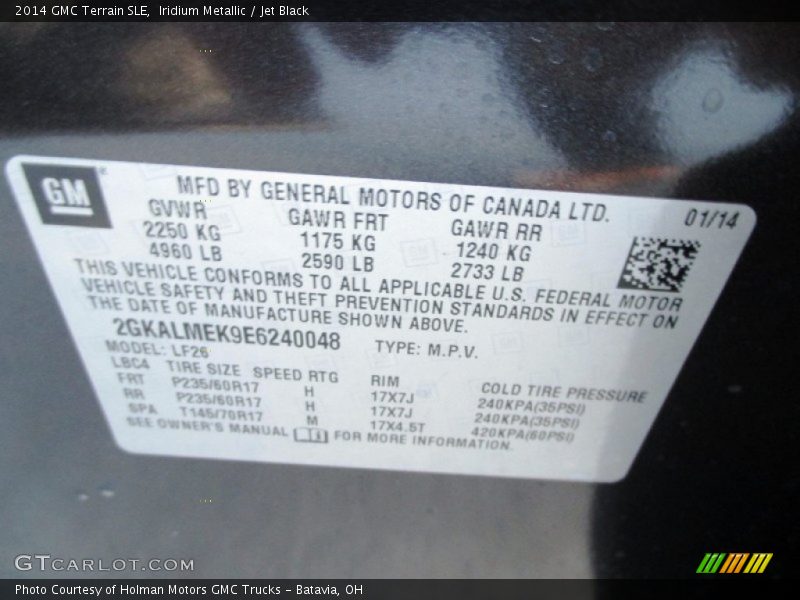 2014 GMC Terrain SLE, Iridium Metallic / Jet Black
GM
MFD BY GENERAL MOTORS OF CANADA LTD.
01/14
GVWR GAWR FRT GAWR RR
2250 KG 1175 KG 1240 KG
4960 LB 2590 LB 2733 LB
THIS VEHICLE CONFORMS TO ALL APPLICABLE U.S. FEDERAL MOTOR
VEHICLE SAFETY AND THEFT PREVENTION STANDARDS IN EFFECT ON
THE DATE OF MANUFACTURE SHOWN ABOVE.
2GKALMEK9E6240048 TYPE: M.P.V.
MODEL: LF26
LBC4 TIRE SIZE SPEED RTG RIM COLD TIRE PRESSURE
FRT P235/60R17 H 17X7J 240KPA(35PSI)
RR P235/60R17 H 17X7J 240KPA(35PSI)
SPA T145/70R17 M 17X4.5T 420KPA(60PSI)
SEE OWNER'S MANUAL FOR MORE INFORMATION.
GTCARLOT.COM
Photo Courtesy of Holman Motors GMC Trucks – Batavia, OH